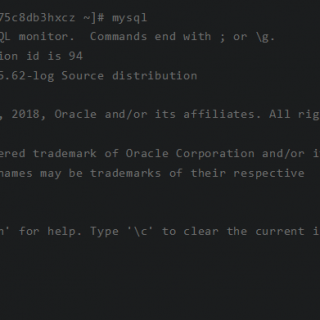 75c8db3hxcz ~]# mysql
QL monitor.  Commands end with ; or \g.
ion id is 94
5.62-log Source distribution
, 2018, Oracle and/or its affiliates. All rig
ered trademark of Oracle Corporation and/or i
names may be trademarks of their respective
' for help. Type '\c' to clear the current i